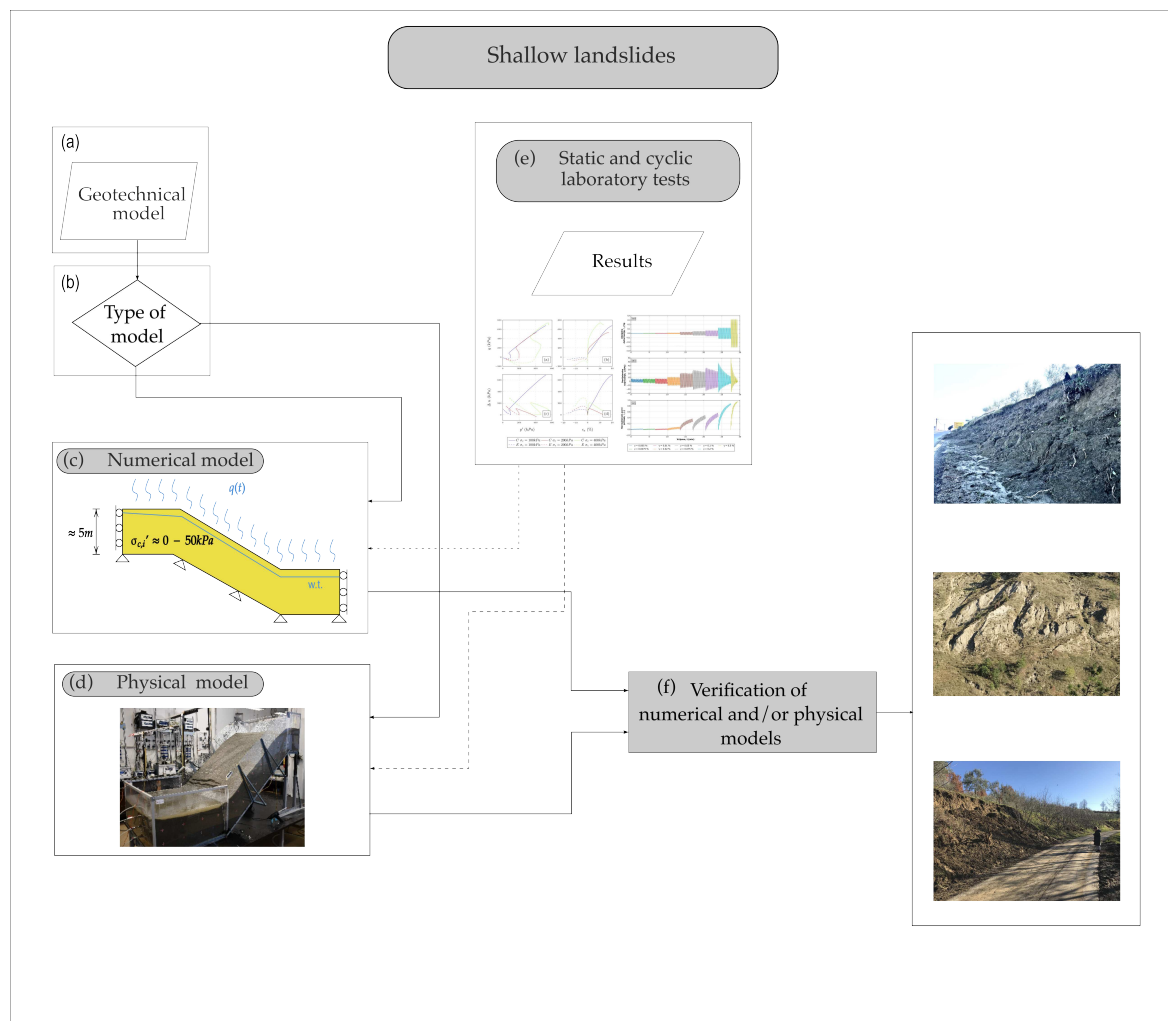 Shallow landslides
(a)
Geotechnical
model
(b)
Type of
model
(e) Static and cyclic
laboratory tests
Results
(c) Numerical model
q(t)
≈ 5m
σc,i′ ≈ 0 − 50kPa
w.t.
(d) Physical model
(f) Verification of
numerical and/or physical
models